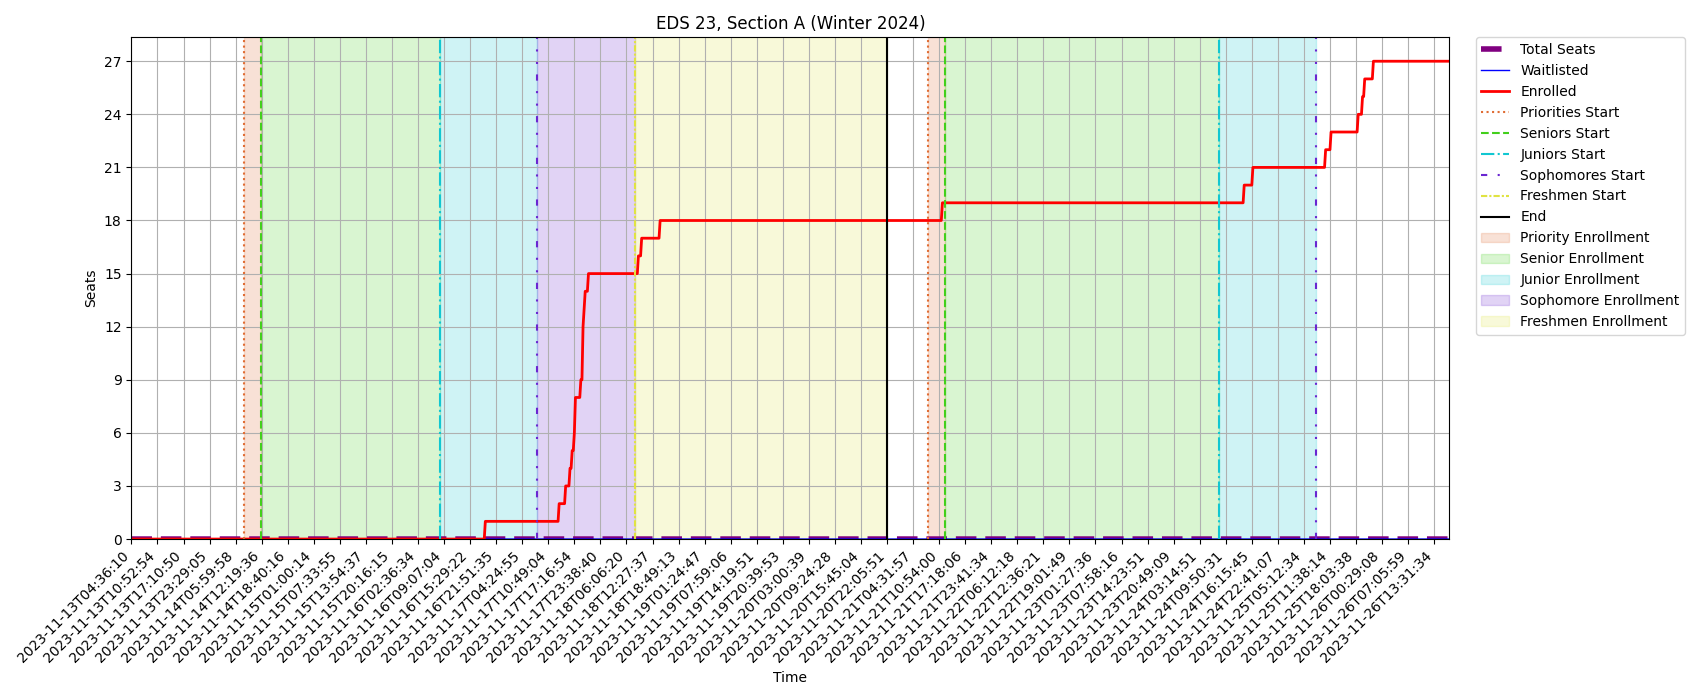 EDS 23, Section A (Winter 2024)
Seats
27
24
21
18
15
12
9
6
3
0
2023-11-13T04:36:10
2023-11-13T10:52:54
2023-11-13T17:10:50
2023-11-13T23:29:05
2023-11-14T05:59:58
2023-11-14T12:19:36
2023-11-14T18:40:16
2023-11-15T01:00:14
2023-11-15T07:33:55
2023-11-15T13:54:37
2023-11-15T20:16:15
2023-11-16T02:36:34
2023-11-16T09:07:04
2023-11-16T15:29:22
2023-11-16T21:51:35
2023-11-17T04:24:55
2023-11-17T10:49:04
2023-11-17T17:16:54
2023-11-17T23:38:40
2023-11-18T06:06:20
2023-11-18T12:27:37
2023-11-18T18:49:13
2023-11-19T01:24:47
2023-11-19T07:59:06
2023-11-19T14:19:51
2023-11-19T20:39:53
2023-11-20T03:00:39
2023-11-20T09:24:28
2023-11-20T15:45:04
2023-11-20T22:05:51
2023-11-21T04:31:57
2023-11-21T10:54:00
2023-11-21T17:18:06
2023-11-21T23:41:34
2023-11-22T06:12:18
2023-11-22T12:36:21
2023-11-22T19:01:49
2023-11-23T01:27:36
2023-11-23T07:58:16
2023-11-23T14:23:51
2023-11-23T20:49:09
2023-11-24T03:14:51
2023-11-24T09:50:31
2023-11-24T16:15:45
2023-11-24T22:41:07
2023-11-25T05:12:34
2023-11-25T11:38:14
2023-11-25T18:03:38
2023-11-26T00:29:08
2023-11-26T07:05:59
2023-11-26T13:31:34
Time
Total Seats
Waitlisted
Enrolled
Priorities Start
Seniors Start
Juniors Start
Sophomores Start
Freshmen Start
End
Priority Enrollment
Senior Enrollment
Junior Enrollment
Sophomore Enrollment
Freshmen Enrollment